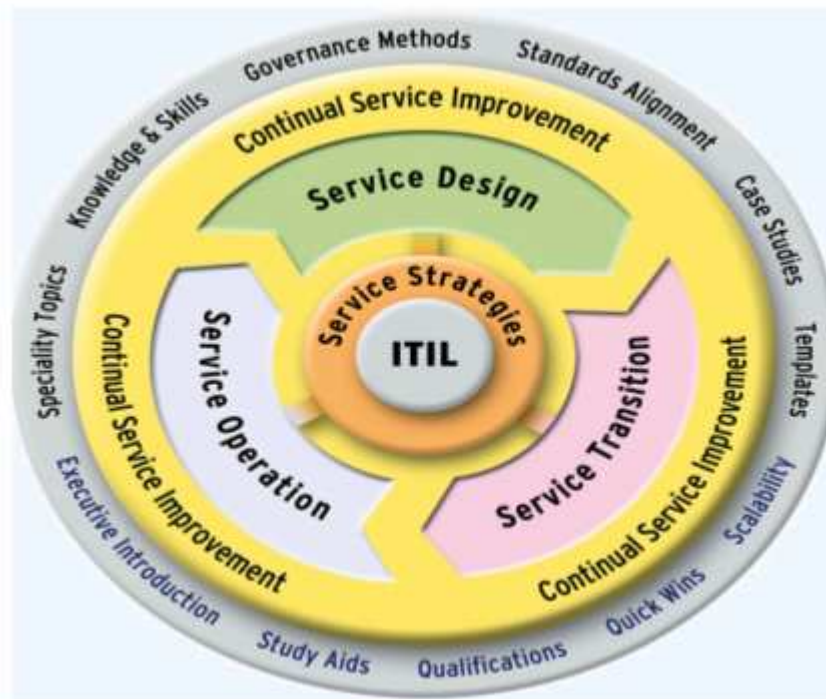 Governance Methods
Standards Alignment
Case Studies
Templates
Scalability
Quick Wins
Qualifications
Study Aids
Executive Introduction
Speciality Topics
Knowledge & Skills
Continual Service Improvement
Continual Service Improvement
Continual Service Improvement
Service Design
Service Transition
Service Operation
Service Strategies
ITIL